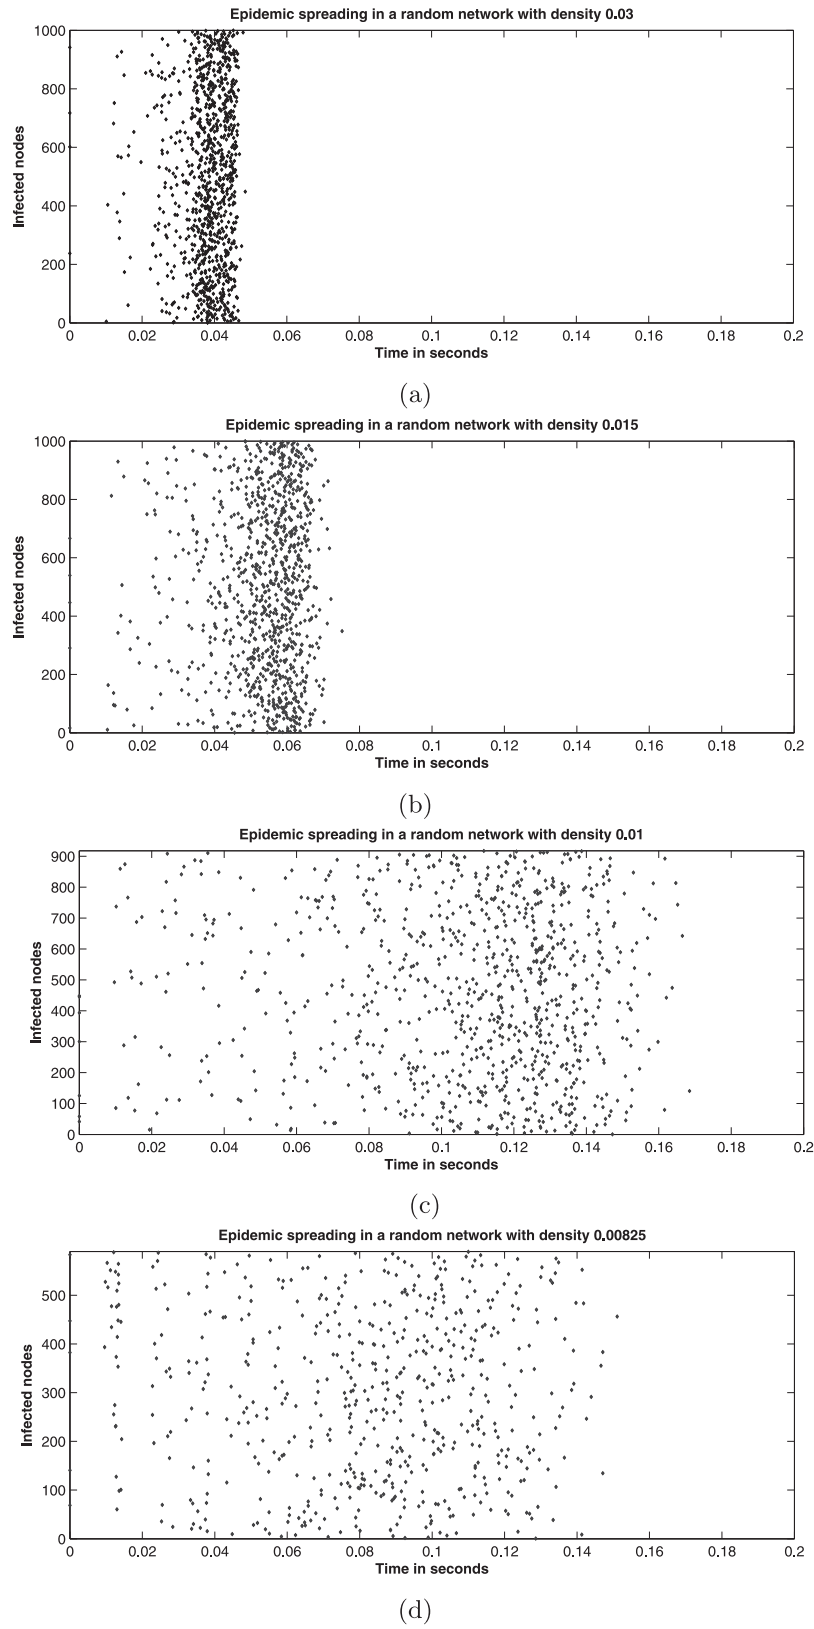 Epidemic spreading in a random network with density 0.03
1000
800
600
400
200
0
Infected nodes
0 0.02 0.04 0.06 0.08 0.1 0.12 0.14 0.16 0.18 0.2
Time in seconds
(a)
Epidemic spreading in a random network with density 0.015
1000
800
600
400
200
0
Infected nodes
0 0.02 0.04 0.06 0.08 0.1 0.12 0.14 0.16 0.18 0.2
Time in seconds
(b)
Epidemic spreading in a random network with density 0.01
900
800
700
600
500
400
300
200
100
0
Infected nodes
0 0.02 0.04 0.06 0.08 0.1 0.12 0.14 0.16 0.18 0.2
Time in seconds
(c)
Epidemic spreading in a random network with density 0.00825
500
400
300
200
100
0
Infected nodes
0 0.02 0.04 0.06 0.08 0.1 0.12 0.14 0.16 0.18 0.2
Time in seconds
(d)